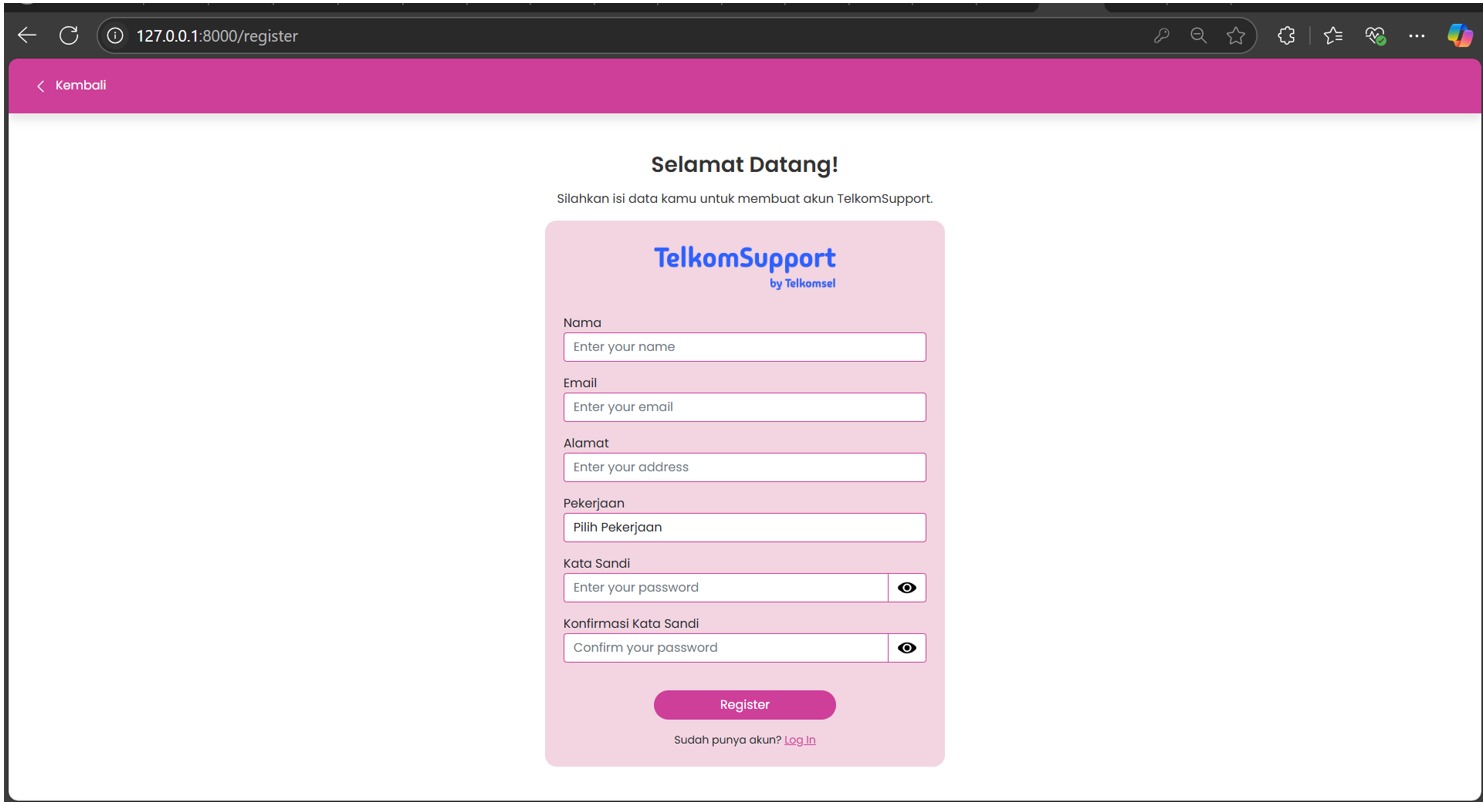 127.0.0.1:8000/register
Kembali
Selamat Datang!
Silahkan isi data kamu untuk membuat akun TelkomSupport.
TelkomSupport
by Telkomsel
Nama
Enter your name
Email
Enter your email
Alamat
Enter your address
Pekerjaan
Pilih Pekerjaan
Kata Sandi
Enter your password
Konfirmasi Kata Sandi
Confirm your password
Register
Sudah punya akun? Log In